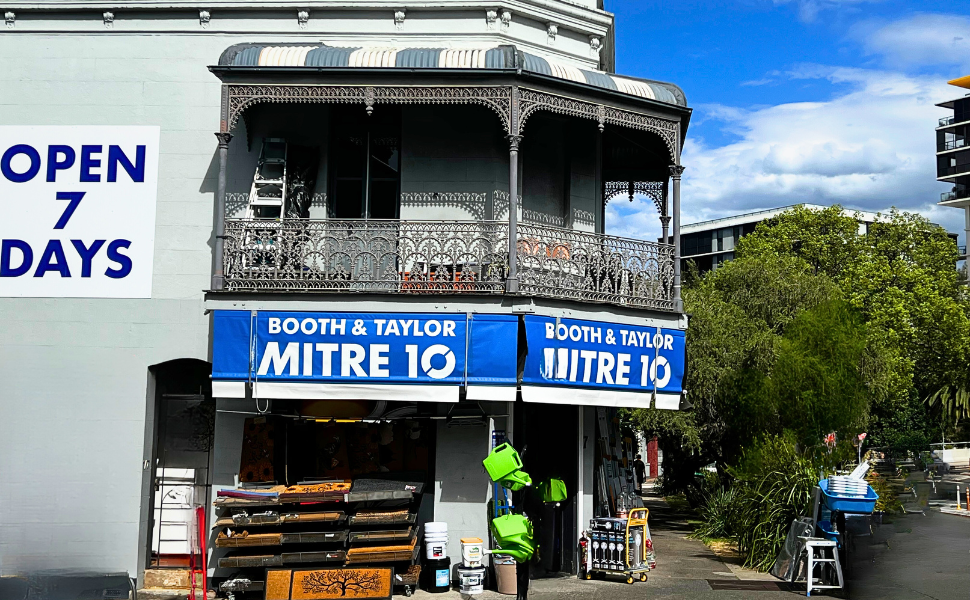 OPEN
7
DAYS
BOOTH & TAYLOR
MITRE 10
BOOTH & TAYLOR
MITRE 10